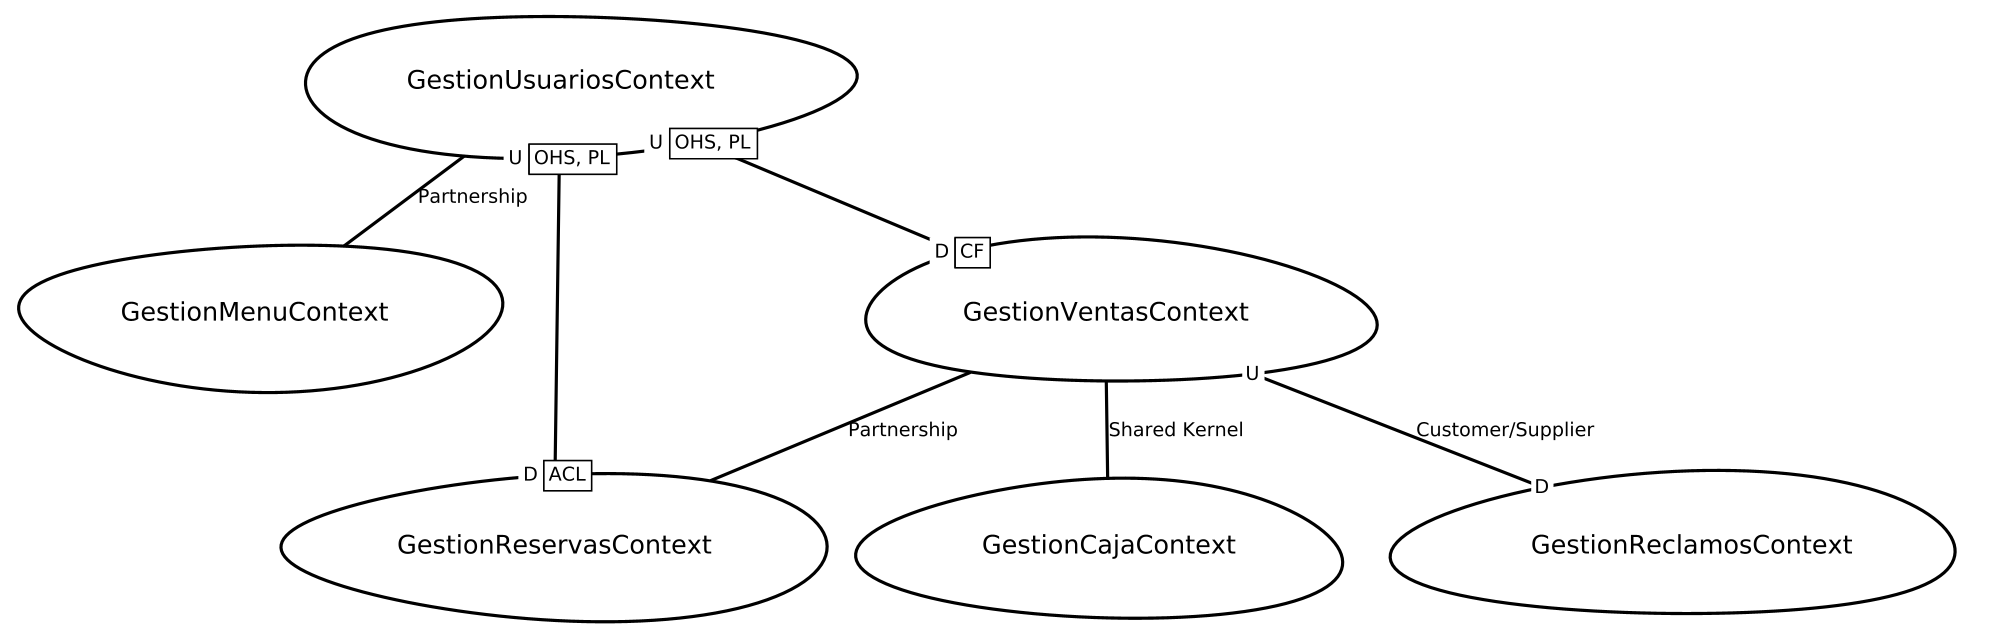 GestionUsuariosContext
U OHS, PL
U OHS, PL
Partnership
D CF
GestionMenuContext
GestionVentasContext
U
Partnership
Shared Kernel
Customer/Supplier
D ACL
D
GestionReservasContext
GestionCajaContext
GestionReclamosContext